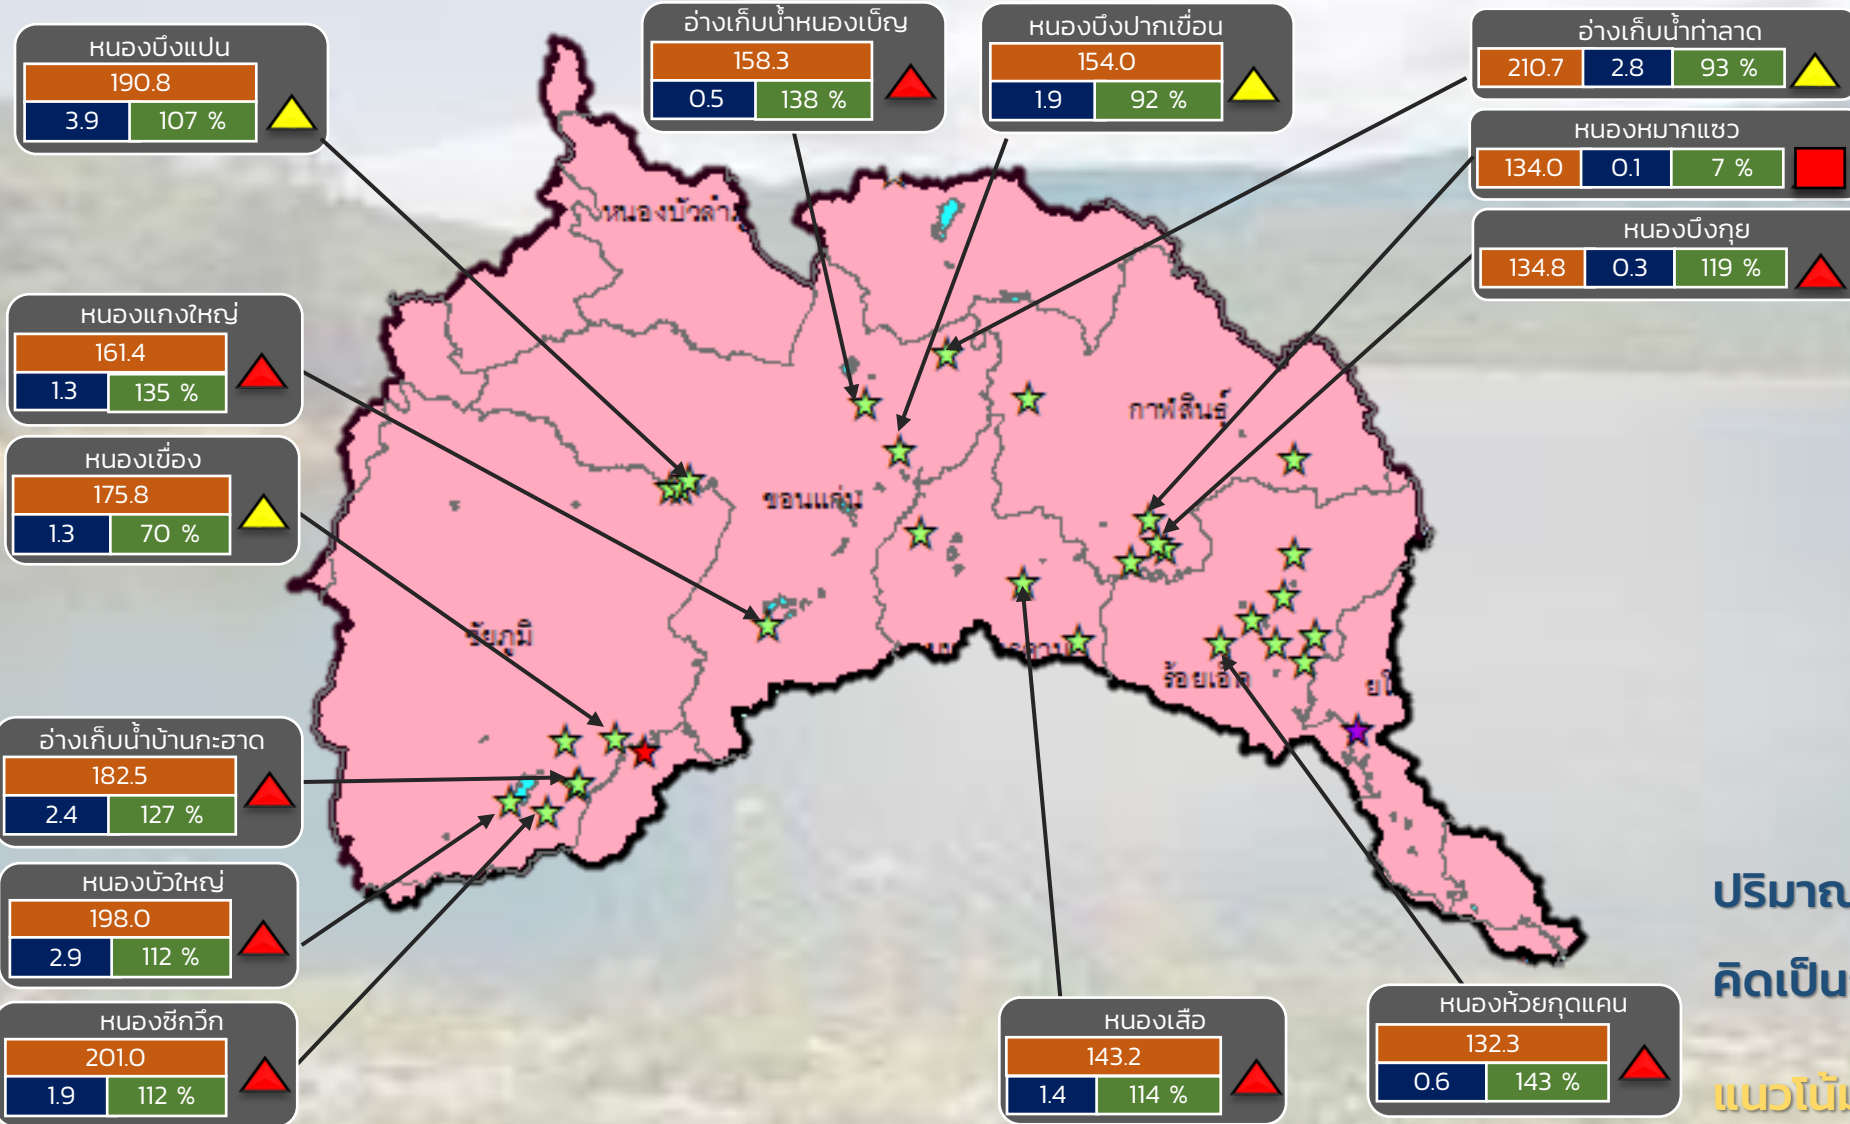 หนองบึงแปน
190.8
3.9 107 %
อ่างเก็บน้ำหนองเบ็ญ
158.3
0.5 138 %
หนองบึงปากเขื่อน
154.0
1.9 92 %
อ่างเก็บน้ำท่าลาด
210.7 2.8 93 %
หนองหมากแซว
134.0 0.1 7 %
หนองบึงกุย
134.8 0.3 119 %
หนองแกงใหญ่
161.4
1.3 135 %
หนองเขื่อง
175.8
1.3 70 %
อ่างเก็บน้ำบ้านกะฮาด
182.5
2.4 127 %
หนองบัวใหญ่
198.0
2.9 112 %
หนองซีกวึก
201.0
1.9 112 %
หนองเสือ
143.2
1.4 114 %
หนองห้วยกุดแคน
132.3
0.6 143 %
หนองบัวลำภู
กาฬสินธุ์
ขอนแก่น
ชัยภูมิ
ร้อยเอ็ด
ปริมาณ
คิดเป็น
แนวโน้ม